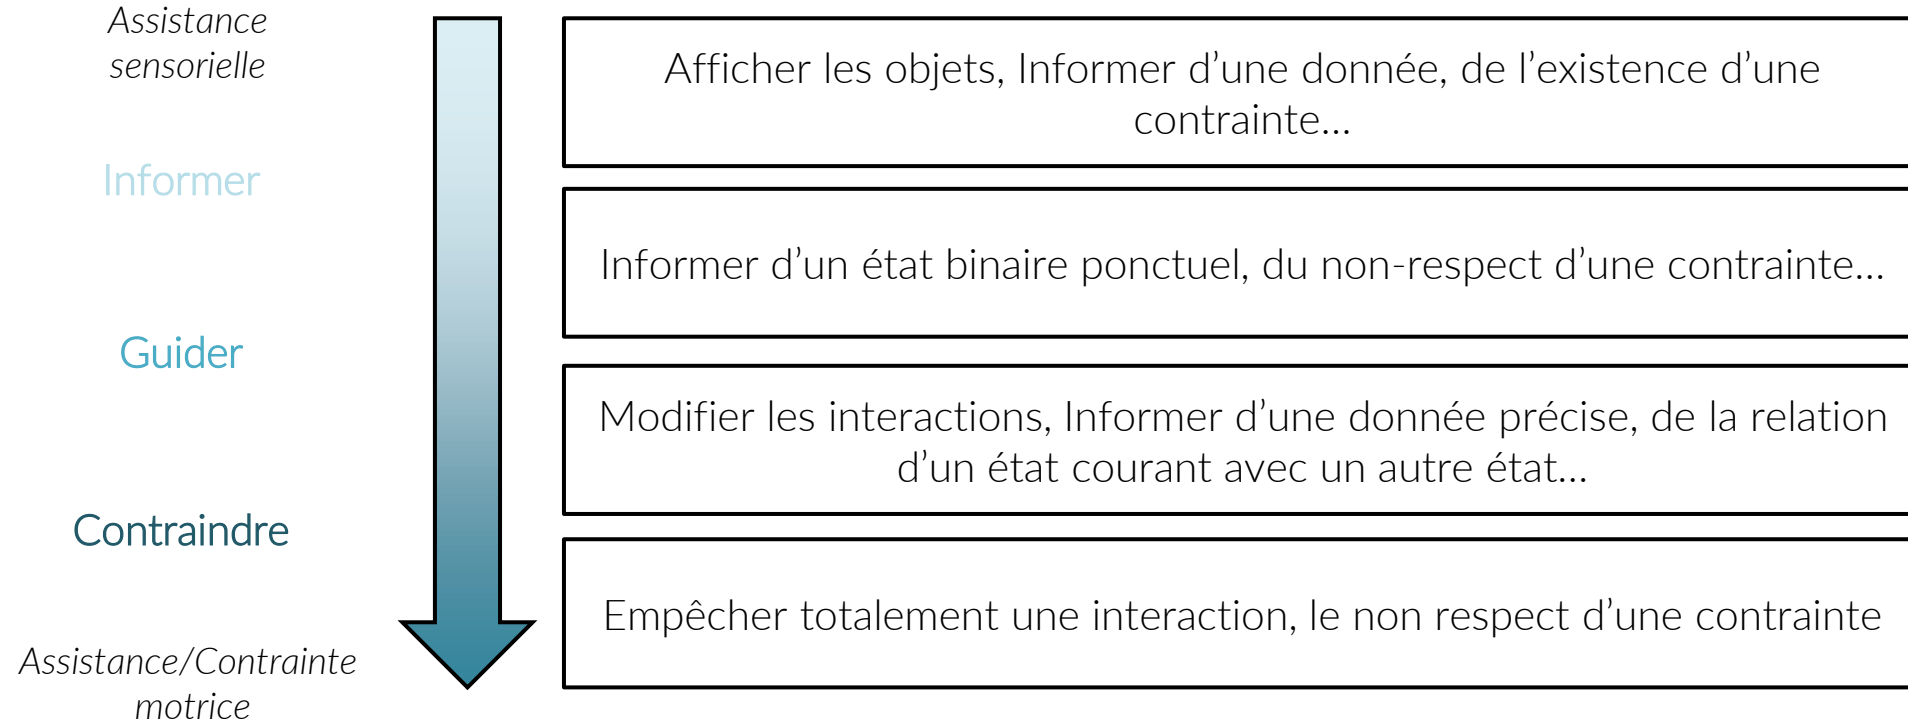 Assistance
sensorielle
Informer
Guider
Contraindre
Assistance/Contrainte
motrice
Afficher les objets, Informer d’une donnée, de l’existence d’une
contrainte…
Informer d’un état binaire ponctuel, du non-respect d’une contrainte…
Modifier les interactions, Informer d’une donnée précise, de la relation
d’un état courant avec un autre état…
Empêcher totalement une interaction, le non respect d’une contrainte